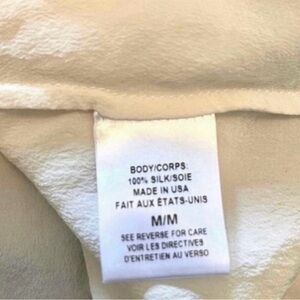 BODY/CORPS:
100% SILK/SOIE
MADE IN USA
FAIT AUX ÉTATS-UNIS
M/M
SEE REVERSE FOR CARE
VOIR LES DIRECTIVES
D'ENTRETIEN AU VERSO